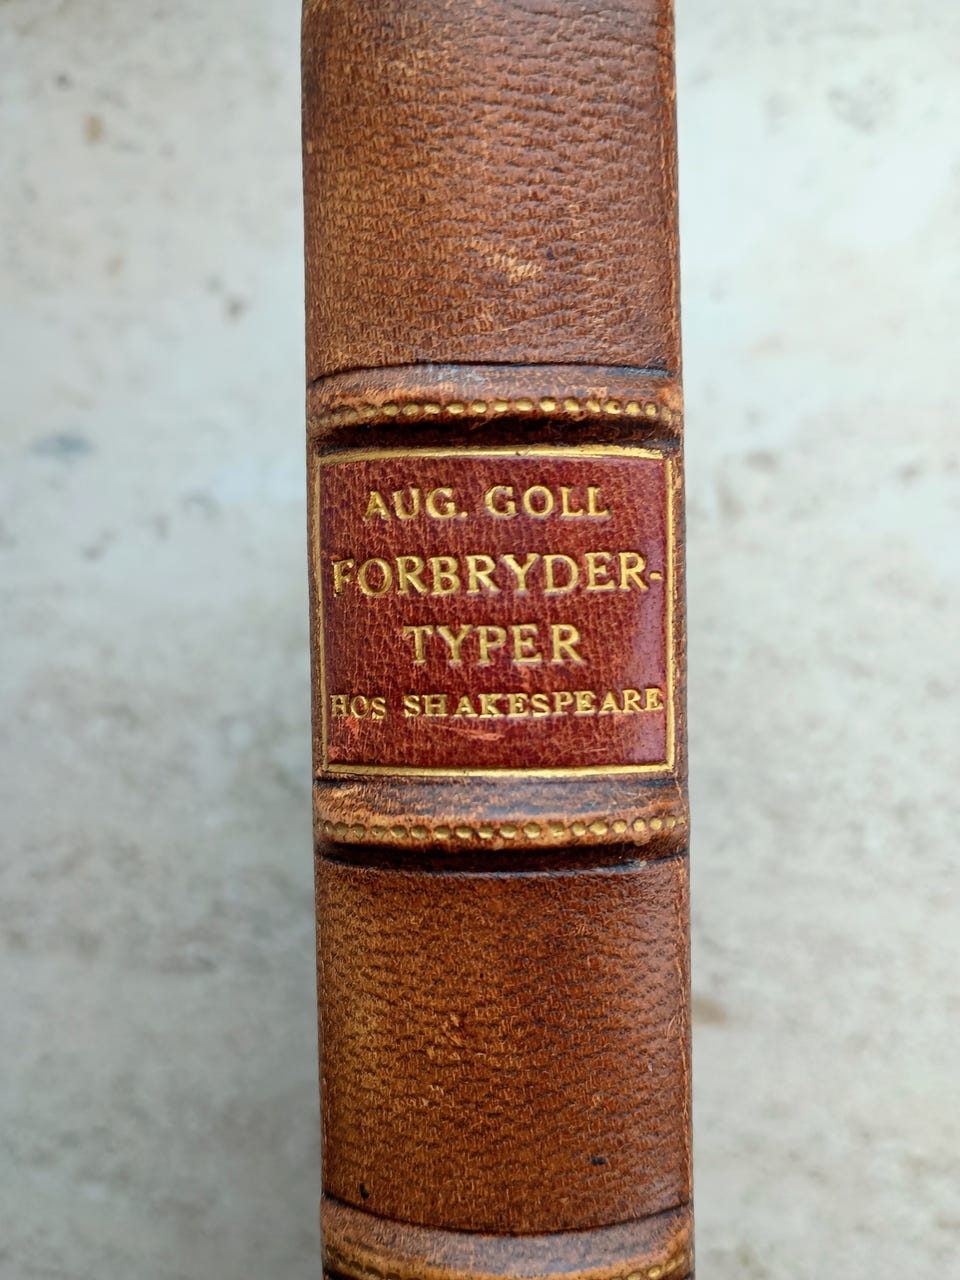 AUG. GOLL
FORBRYDER-
TYPER
HOS SHAKESPEARE